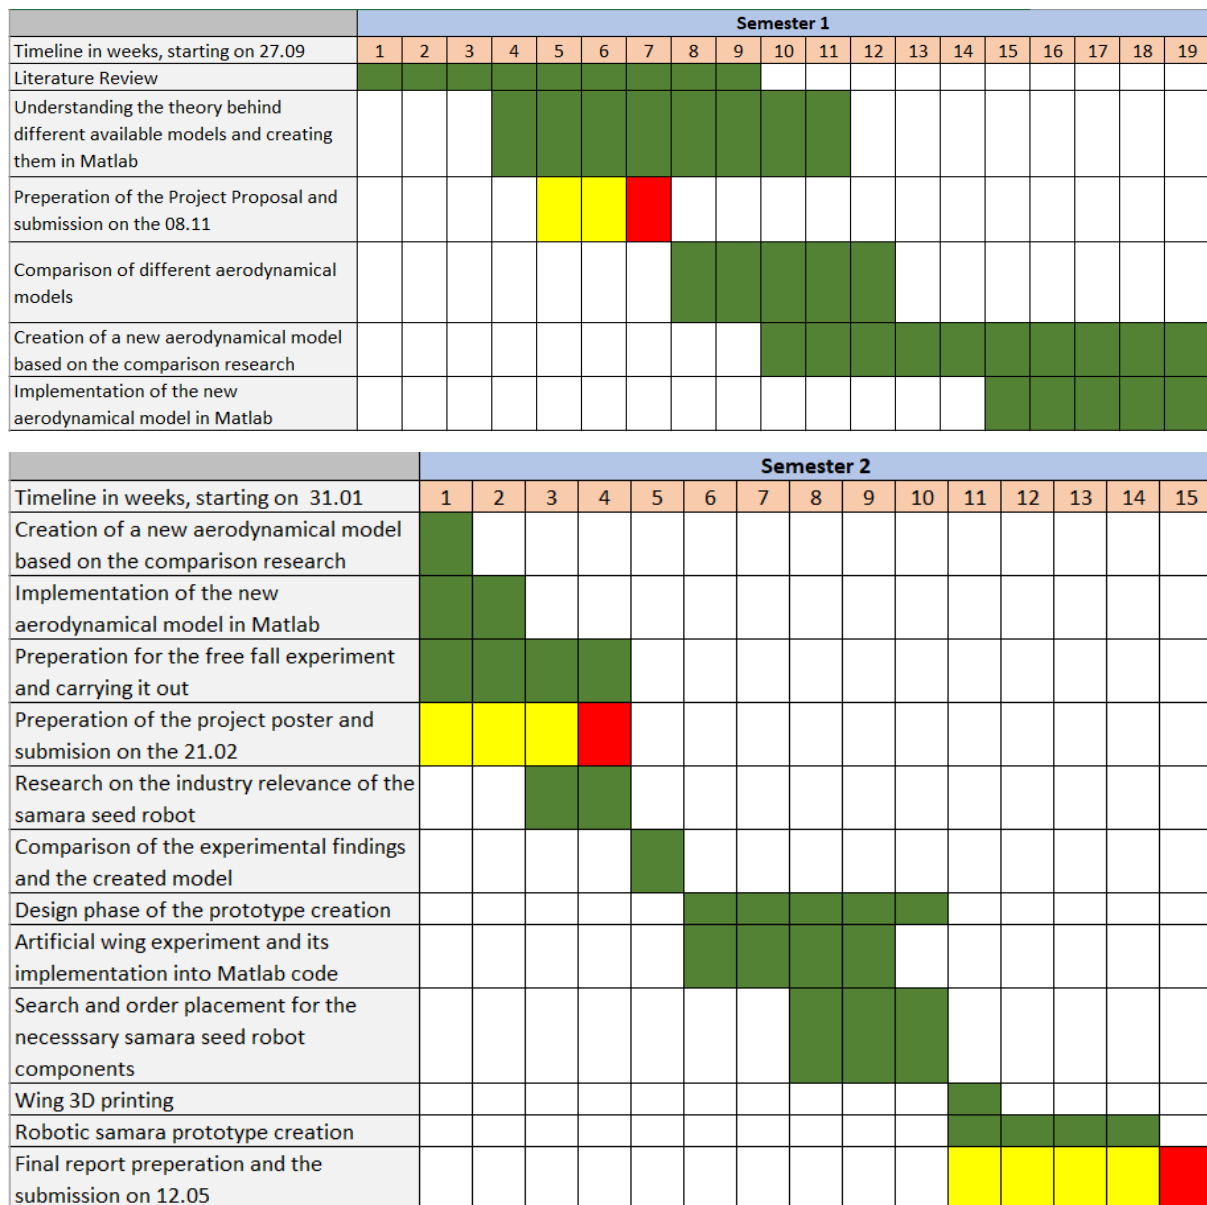 Semester 1
Timeline in weeks, starting on 27.09 1 2 3 4 5 6 7 8 9 10 11 12 13 14 15 16 17 18 19
Literature Review
Understanding the theory behind
different available models and creating
them in Matlab
Preperation of the Project Proposal and
submission on the 08.11
Comparison of different aerodynamical
models
Creation of a new aerodynamical model
based on the comparison research
Implementation of the new
aerodynamical model in Matlab
Semester 2
Timeline in weeks, starting on 31.01 1 2 3 4 5 6 7 8 9 10 11 12 13 14 15
Creation of a new aerodynamical model
based on the comparison research
Implementation of the new
aerodynamical model in Matlab
Preperation for the free fall experiment
and carrying it out
Preperation of the project poster and
submision on the 21.02
Research on the industry relevance of the
samara seed robot
Comparison of the experimental findings
and the created model
Design phase of the prototype creation
Artificial wing experiment and its
implementation into Matlab code
Search and order placement for the
necesssary samara seed robot
components
Wing 3D printing
Robotic samara prototype creation
Final report preperation and the
submission on 12.05